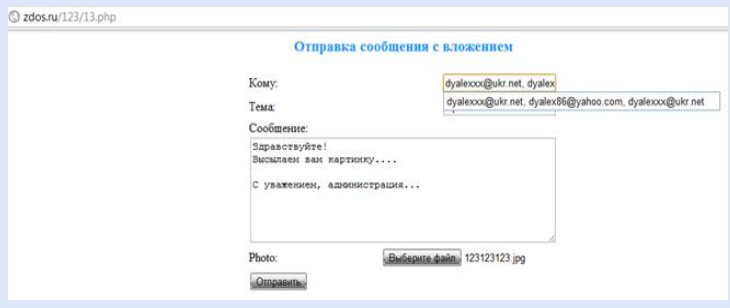 zdos.ru/123/13.php
Отправка сообщения с вложением
Кому: dyalexxx@ukr.net, dyalex
dyalexxx@ukr.net, dyalex86@yahoo.com, dyalexxx@ukr.net
Тема:
Сообщение:
Здравствуйте!
Высылаем вам картинку....
С уважением, администрация...
Photo: Выберите файл 123123123.jpg
Отправить